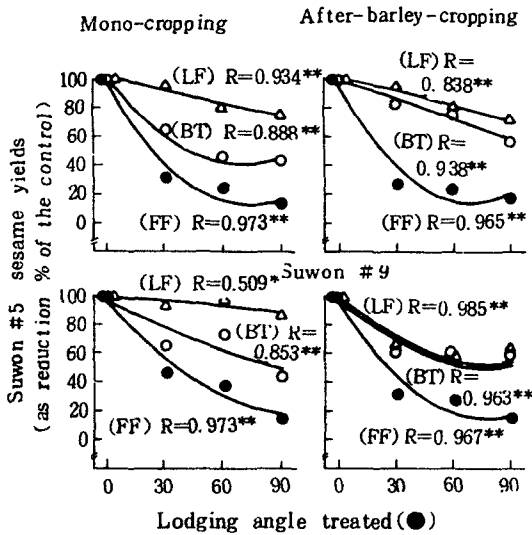 Mono-cropping
After-barley-cropping
Suwon #5 sesame yields
(as reduction % of the control)
100
80
60
40
20
0
(LF) R=0.934**
(BT) R=0.888**
(FF) R=0.973**
(LF) R=
0.838**
(BT) R=
0.938**
(FF) R=0.965**
Suwon #9
100
80
60
40
20
0
(LF) R=0.509*
(BT) R=
0.853**
(FF) R=0.973**
(LF) R=0.985**
(BT) R=
0.963**
(FF) R=0.967**
0 30 60 90
0 30 60 90
Lodging angle treated(●)